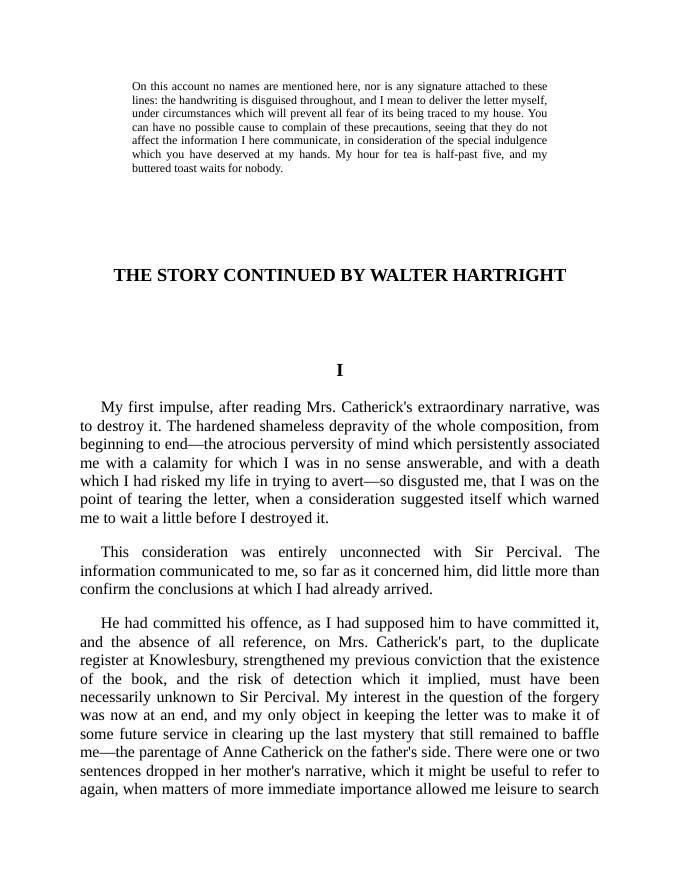 On this account no names are mentioned here, nor is any signature attached to these
lines: the handwriting is disguised throughout, and I mean to deliver the letter myself,
under circumstances which will prevent all fear of its being traced to my house. You
can have no possible cause to complain of these precautions, seeing that they do not
affect the information I here communicate, in consideration of the special indulgence
which you have deserved at my hands. My hour for tea is half-past five, and my
buttered toast waits for nobody.
THE STORY CONTINUED BY WALTER HARTRIGHT
I
My first impulse, after reading Mrs. Catherick's extraordinary narrative, was
to destroy it. The hardened shameless depravity of the whole composition, from
beginning to end—the atrocious perversity of mind which persistently associated
me with a calamity for which I was in no sense answerable, and with a death
which I had risked my life in trying to avert—so disgusted me, that I was on the
point of tearing the letter, when a consideration suggested itself which warned
me to wait a little before I destroyed it.
This consideration was entirely unconnected with Sir Percival. The
information communicated to me, so far as it concerned him, did little more than
confirm the conclusions at which I had already arrived.
He had committed his offence, as I had supposed him to have committed it,
and the absence of all reference, on Mrs. Catherick's part, to the duplicate
register at Knowlesbury, strengthened my previous conviction that the existence
of the book, and the risk of detection which it implied, must have been
necessarily unknown to Sir Percival. My interest in the question of the forgery
was now at an end, and my only object in keeping the letter was to make it of
some future service in clearing up the last mystery that still remained to baffle
me—the parentage of Anne Catherick on the father's side. There were one or two
sentences dropped in her mother's narrative, which it might be useful to refer to
again, when matters of more immediate importance allowed me leisure to search